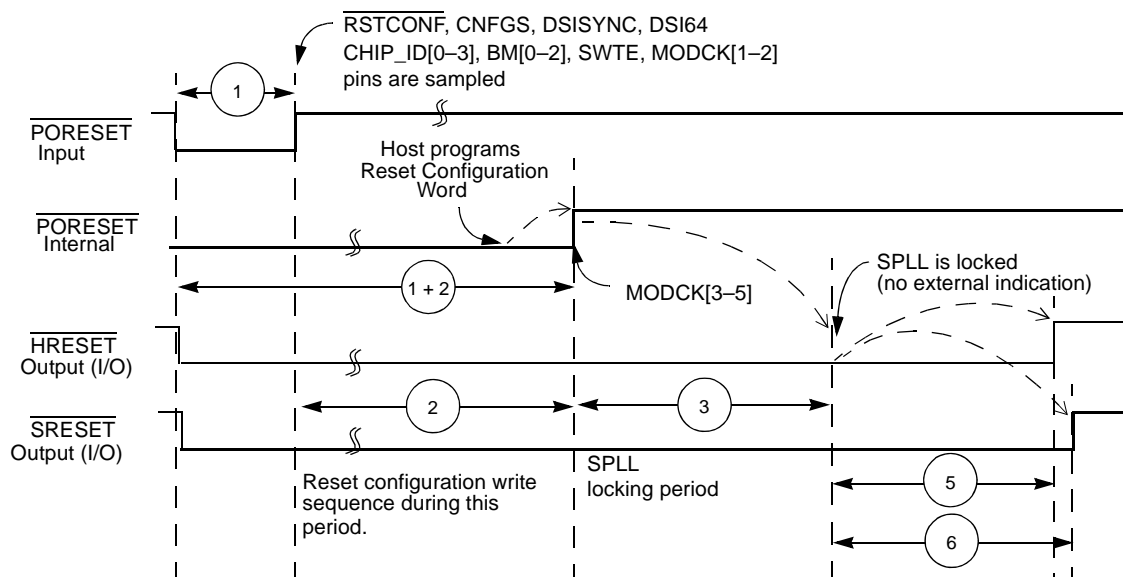 RSTCONF, CNFGS, DSISYNC, DSI64
CHIP_ID[0–3], BM[0–2], SWTE, MODCK[1–2]
pins are sampled
1
PORESET
Input
Host programs
Reset Configuration
Word
PORESET
Internal
SPLL is locked
(no external indication)
1 + 2
MODCK[3–5]
HRESET
Output (I/O)
2
3
SRESET
Output (I/O)
Reset configuration write
sequence during this
period.
SPLL
locking period
5
6